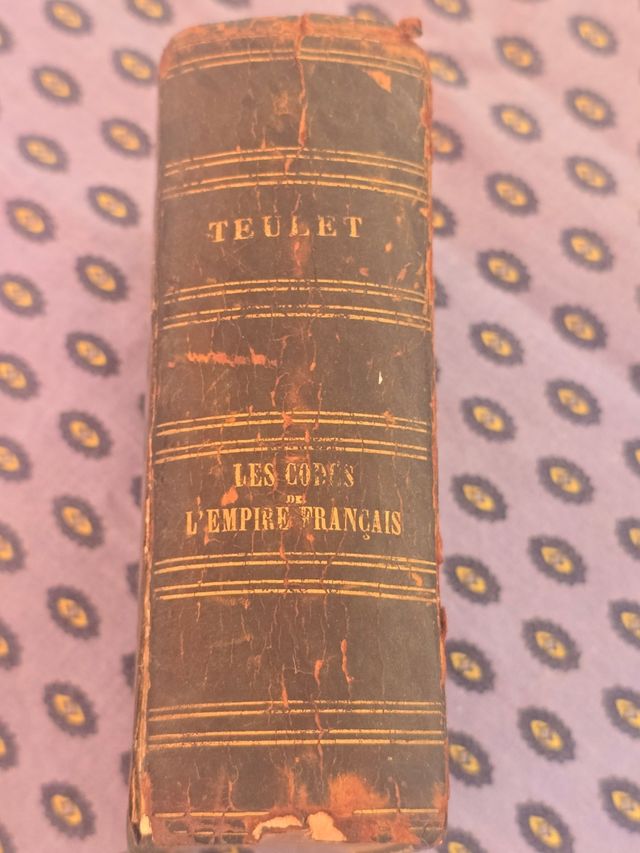 TEULET
LES CODES
DE
L'EMPIRE FRANÇAIS